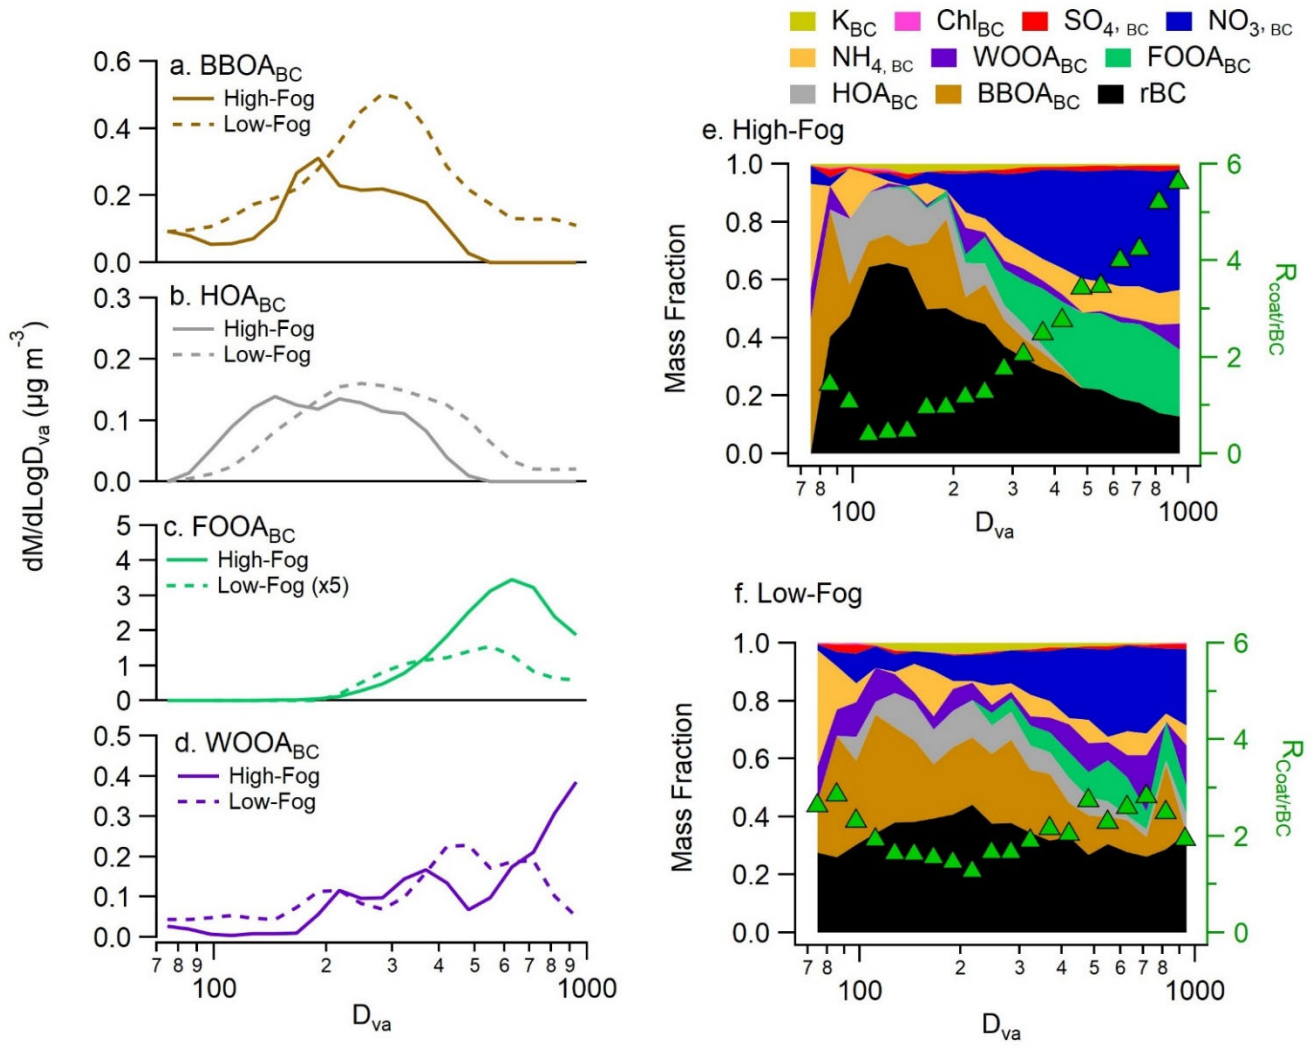 a. BBOA_BC
High-Fog
Low-Fog
0.6
0.4
0.2
0.0
b. HOA_BC
High-Fog
Low-Fog
0.3
0.2
0.1
0.0
dM/dLogD_va (µg m^-3)
c. FOOA_BC
High-Fog
Low-Fog (x5)
5
4
3
2
1
0
d. WOOA_BC
High-Fog
Low-Fog
0.5
0.4
0.3
0.2
0.1
0.0
7 8 9 2 3 4 5 6 7 8 9
100 1000
D_va
K_BC Chl_BC SO_4, BC NO_3, BC
NH_4, BC WOOA_BC FOOA_BC
HOA_BC BBOA_BC rBC
e. High-Fog
1.0
0.8
0.6
0.4
0.2
0.0
Mass Fraction
6
4
2
0
R_coat/rBC
7 8 2 3 4 5 6 7 8
100 1000
D_va
f. Low-Fog
1.0
0.8
0.6
0.4
0.2
0.0
Mass Fraction
6
4
2
0
R_Coat/rBC
7 8 2 3 4 5 6 7 8
100 1000
D_va